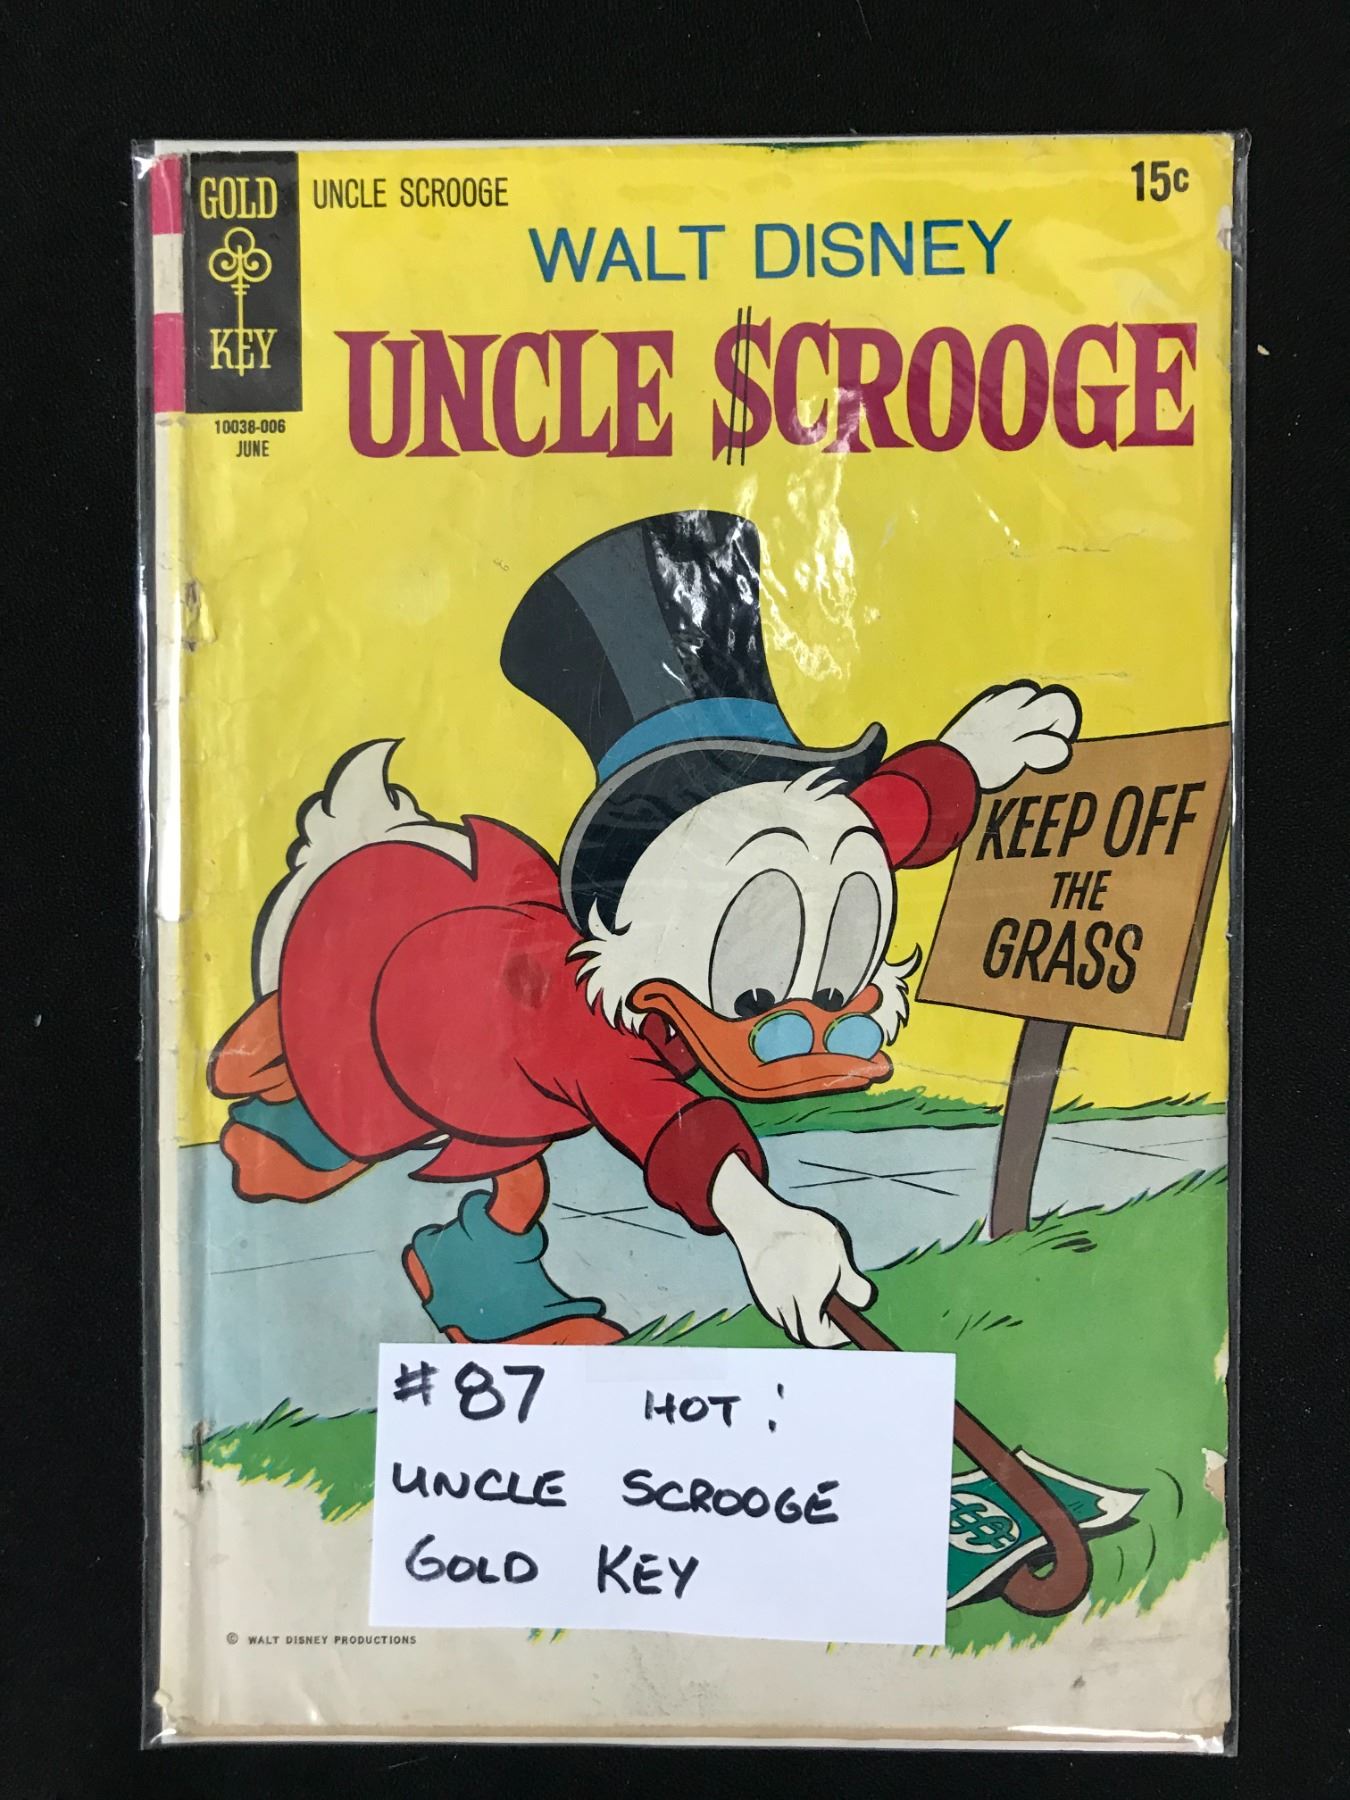 GOLD
KEY
10038-006
JUNE
UNCLE SCROOGE
15¢
WALT DISNEY
UNCLE $CROOGE
KEEP OFF
THE
GRASS
#87 HOT!
UNCLE SCROOGE
GOLD KEY
© WALT DISNEY PRODUCTIONS